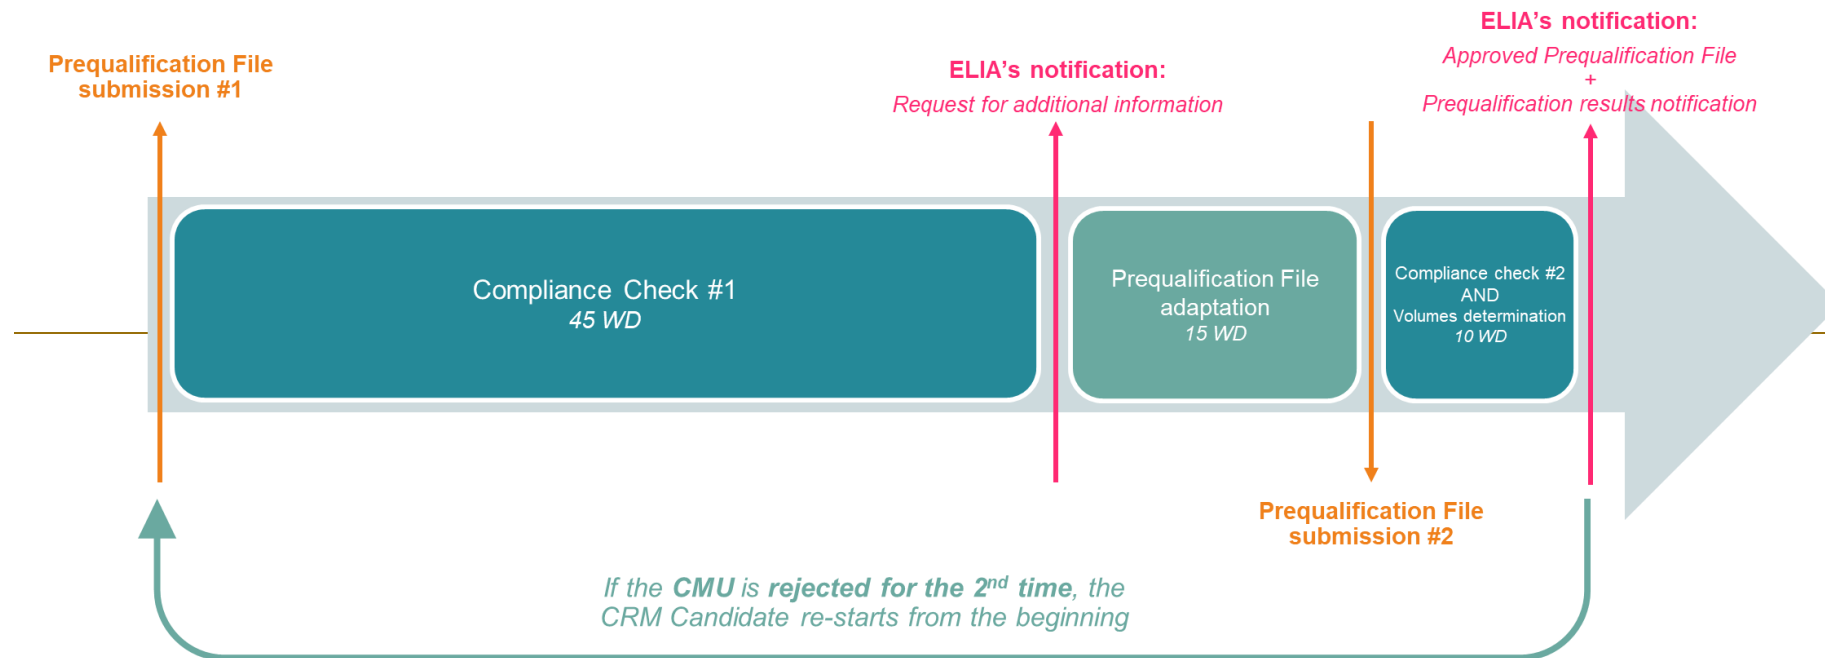 Prequalification File
submission #1
ELIA's notification:
Request for additional information
ELIA's notification:
Approved Prequalification File
+
Prequalification results notification
Compliance Check #1
45 WD
Prequalification File
adaptation
15 WD
Compliance check #2
AND
Volumes determination
10 WD
Prequalification File
submission #2
If the CMU is rejected for the 2nd time, the
CRM Candidate re-starts from the beginning